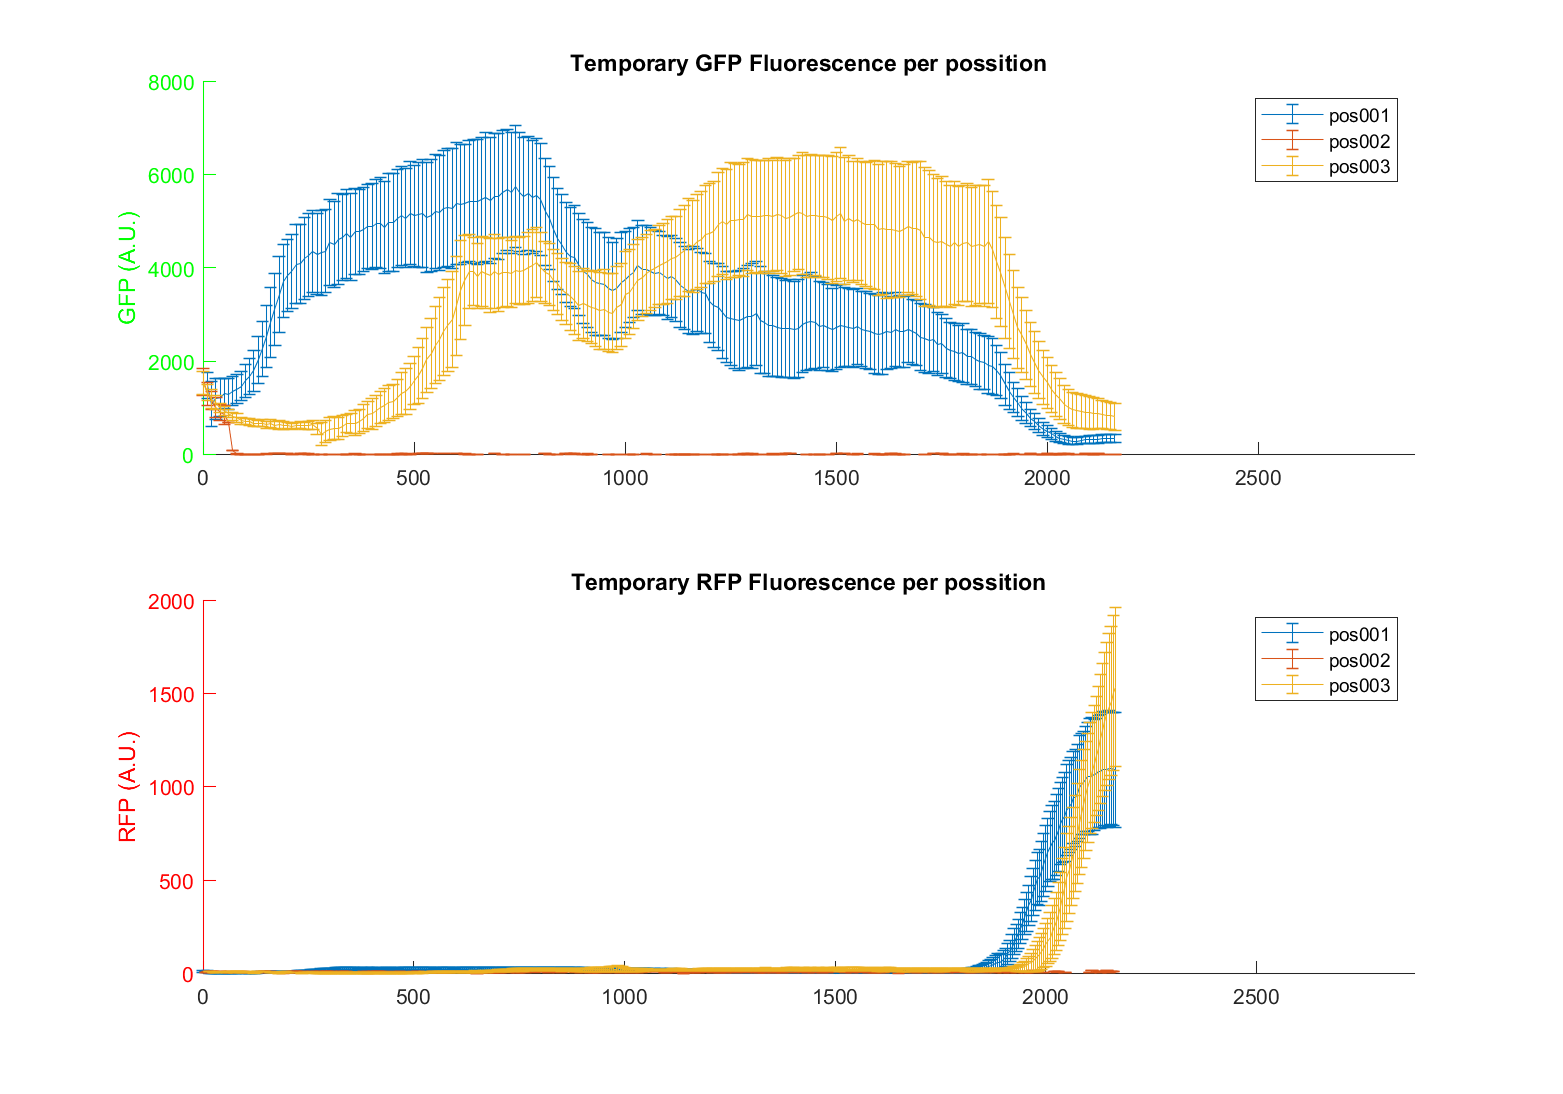 Temporary GFP Fluorescence per possition
GFP (A.U.)
8000
6000
4000
2000
0
0 500 1000 1500 2000 2500
pos001
pos002
pos003
Temporary RFP Fluorescence per possition
RFP (A.U.)
2000
1500
1000
500
0
0 500 1000 1500 2000 2500
pos001
pos002
pos003